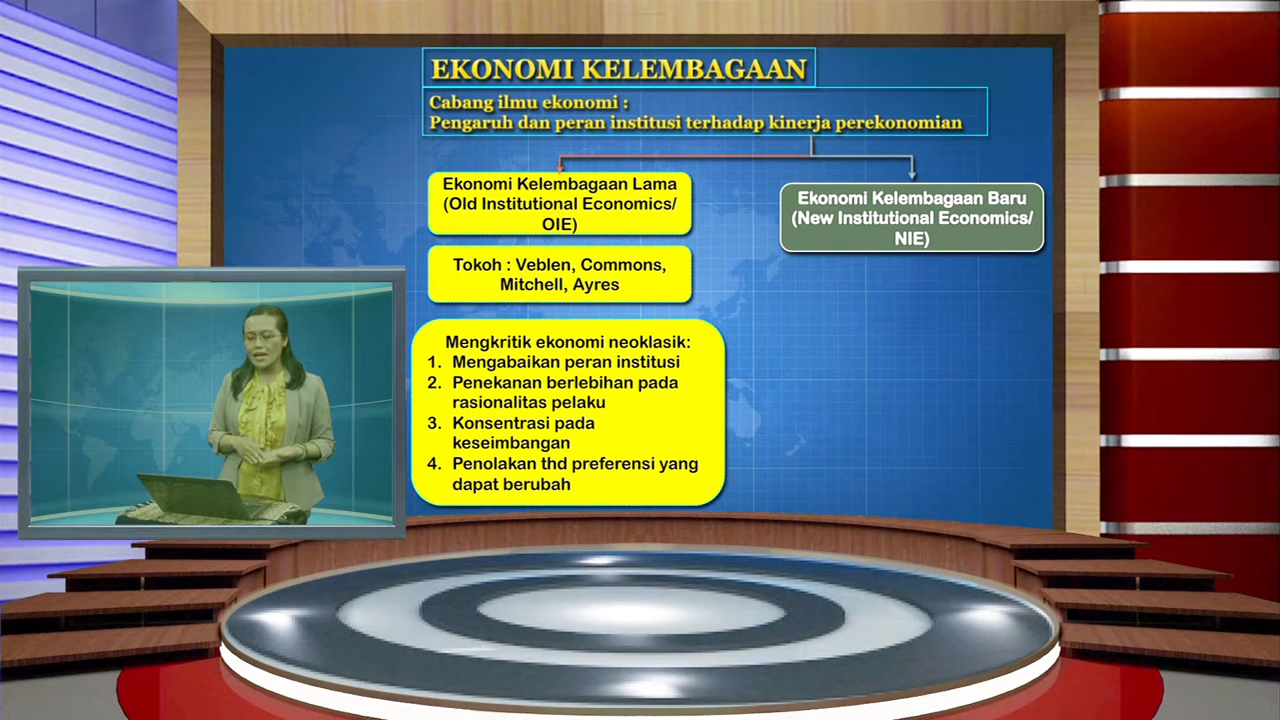 EKONOMI KELEMBAGAAN
Cabang ilmu ekonomi :
Pengaruh dan peran institusi terhadap kinerja perekonomian
Ekonomi Kelembagaan Lama
(Old Institutional Economics/
OIE)
Ekonomi Kelembagaan Baru
(New Institutional Economics/
NIE)
Tokoh : Veblen, Commons,
Mitchell, Ayres
Mengkritik ekonomi neoklasik:
1. Mengabaikan peran institusi
2. Penekanan berlebihan pada
rasionalitas pelaku
3. Konsentrasi pada
keseimbangan
4. Penolakan thd preferensi yang
dapat berubah